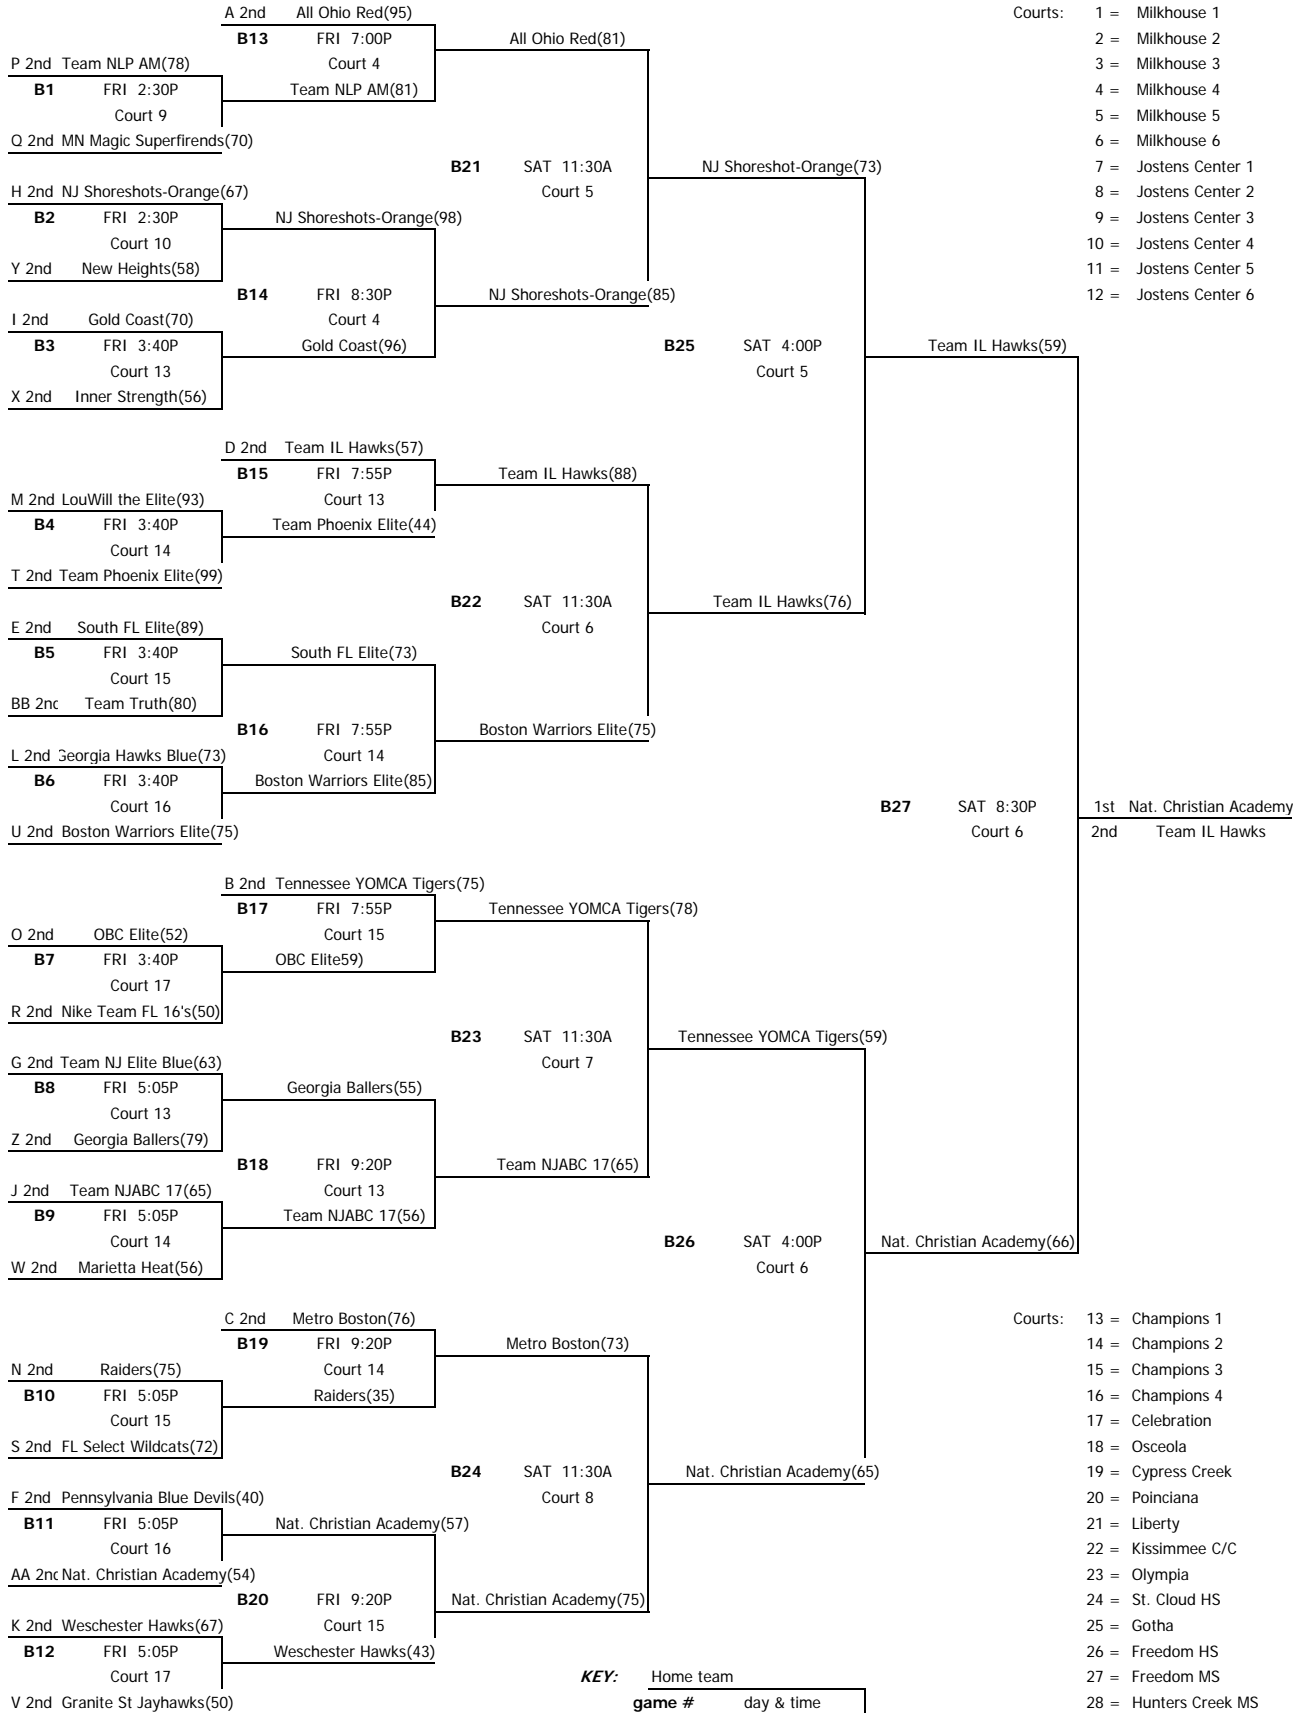 A 2nd All Ohio Red(95) Courts: 1 = Milkhouse 1
B13 FRI 7:00P All Ohio Red(81) 2 = Milkhouse 2
P 2nd Team NLP AM(78) Court 4 3 = Milkhouse 3
B1 FRI 2:30P Team NLP AM(81) 4 = Milkhouse 4
Court 9 5 = Milkhouse 5
Q 2nd MN Magic Superfirends(70) 6 = Milkhouse 6
B21 SAT 11:30A NJ Shoreshot-Orange(73) 7 = Jostens Center 1
H 2nd NJ Shoreshots-Orange(67) Court 5 8 = Jostens Center 2
B2 FRI 2:30P NJ Shoreshots-Orange(98) 9 = Jostens Center 3
Court 10 10 = Jostens Center 4
Y 2nd New Heights(58) 11 = Jostens Center 5
B14 FRI 8:30P NJ Shoreshots-Orange(85) 12 = Jostens Center 6
I 2nd Gold Coast(70) Court 4
B3 FRI 3:40P Gold Coast(96) B25 SAT 4:00P Team IL Hawks(59)
Court 13 Court 5
X 2nd Inner Strength(56)
D 2nd Team IL Hawks(57)
B15 FRI 7:55P Team IL Hawks(88)
M 2nd LouWill the Elite(93) Court 13
B4 FRI 3:40P Team Phoenix Elite(44)
Court 14
T 2nd Team Phoenix Elite(99)
B22 SAT 11:30A Team IL Hawks(76)
E 2nd South FL Elite(89) Court 6
B5 FRI 3:40P South FL Elite(73)
Court 15
BB 2nd Team Truth(80)
B16 FRI 7:55P Boston Warriors Elite(75)
L 2nd Georgia Hawks Blue(73) Court 14
B6 FRI 3:40P Boston Warriors Elite(85)
Court 16 B27 SAT 8:30P 1st Nat. Christian Academy
U 2nd Boston Warriors Elite(75) Court 6 2nd Team IL Hawks
B 2nd Tennessee YOMCA Tigers(75)
B17 FRI 7:55P Tennessee YOMCA Tigers(78)
O 2nd OBC Elite(52) Court 15
B7 FRI 3:40P OBC Elite59)
Court 17
R 2nd Nike Team FL 16's(50)
B23 SAT 11:30A Tennessee YOMCA Tigers(59)
G 2nd Team NJ Elite Blue(63) Court 7
B8 FRI 5:05P Georgia Ballers(55)
Court 13
Z 2nd Georgia Ballers(79)
B18 FRI 9:20P Team NJABC 17(65)
J 2nd Team NJABC 17(65) Court 13
B9 FRI 5:05P Team NJABC 17(56)
Court 14 B26 SAT 4:00P Nat. Christian Academy(66)
W 2nd Marietta Heat(56) Court 6
C 2nd Metro Boston(76) Courts: 13 = Champions 1
B19 FRI 9:20P Metro Boston(73) 14 = Champions 2
N 2nd Raiders(75) Court 14 15 = Champions 3
B10 FRI 5:05P Raiders(35) 16 = Champions 4
Court 15 17 = Celebration
S 2nd FL Select Wildcats(72) 18 = Osceola
B24 SAT 11:30A Nat. Christian Academy(65) 19 = Cypress Creek
F 2nd Pennsylvania Blue Devils(40) Court 8 20 = Poinciana
B11 FRI 5:05P Nat. Christian Academy(57) 21 = Liberty
Court 16 22 = Kissimmee C/C
AA 2nd Nat. Christian Academy(54) 23 = Olympia
B20 FRI 9:20P Nat. Christian Academy(75) 24 = St. Cloud HS
K 2nd Weschester Hawks(67) Court 15 25 = Gotha
B12 FRI 5:05P Weschester Hawks(43) 26 = Freedom HS
Court 17 KEY: Home team 27 = Freedom MS
V 2nd Granite St Jayhawks(50) game # day & time 28 = Hunters Creek MS